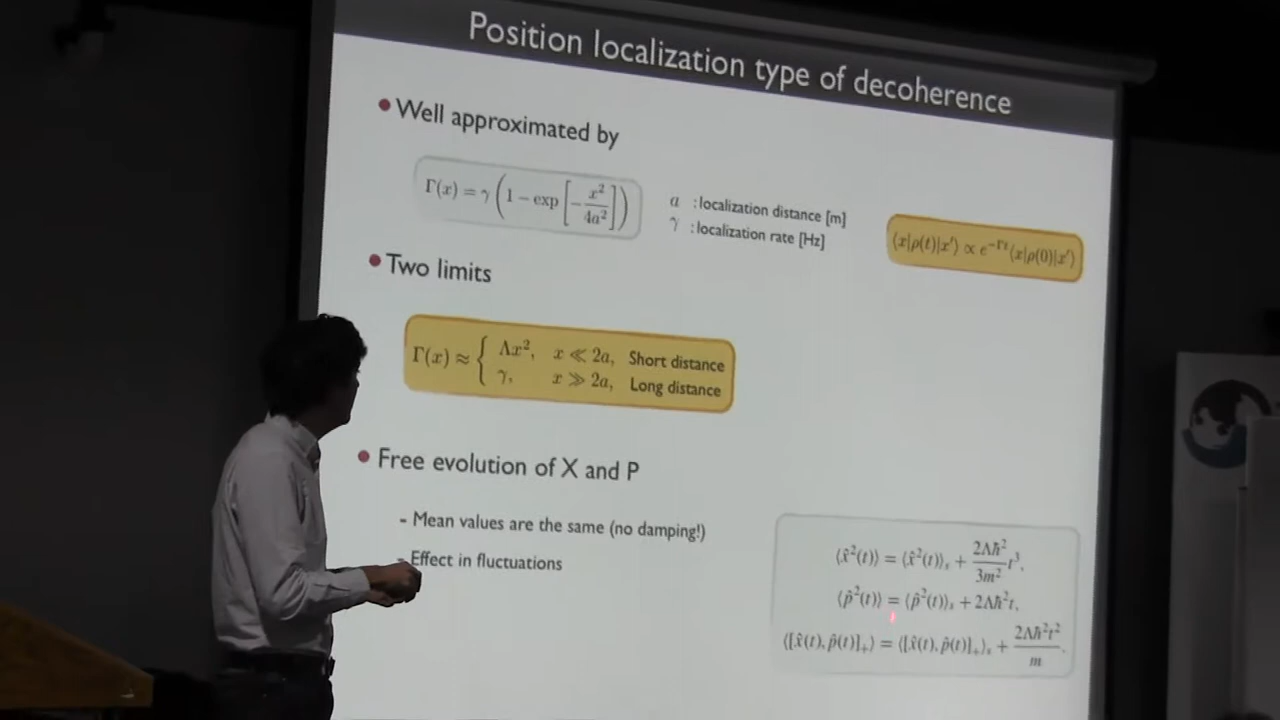 Position localization type of decoherence
• Well approximated by
Γ(x) = γ (1 − exp [−x²/4a²])
a : localization distance [m]
γ : localization rate [Hz]
⟨x|ρ(t)|x′⟩ ∝ e^{−Γt}⟨x|ρ(0)|x′⟩
• Two limits
Γ(x) ≈ { Λx², x ≪ 2a, Short distance
γ, x ≫ 2a, Long distance
• Free evolution of X and P
- Mean values are the same (no damping!)
- Effect in fluctuations
⟨x̂²(t)⟩ = ⟨x̂²(t)⟩ₛ + 2Λℏ²/3m² t³,
⟨p̂²(t)⟩ = ⟨p̂²(t)⟩ₛ + 2Λℏ²t,
⟨[x̂(t), p̂(t)]₊⟩ = ⟨[x̂(t), p̂(t)]₊⟩ₛ + 2Λℏ²t²/m.